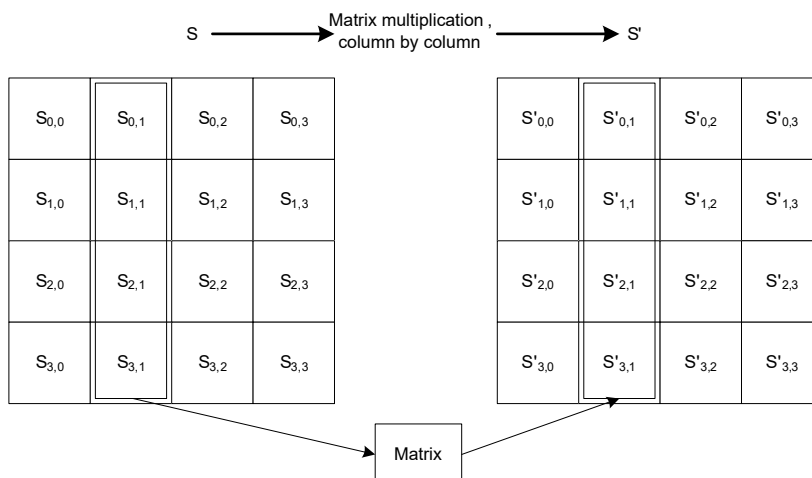 S Matrix multiplication , S'
column by column
S0,0 S0,1 S0,2 S0,3 S'0,0 S'0,1 S'0,2 S'0,3
S1,0 S1,1 S1,2 S1,3 S'1,0 S'1,1 S'1,2 S'1,3
S2,0 S2,1 S2,2 S2,3 S'2,0 S'2,1 S'2,2 S'2,3
S3,0 S3,1 S3,2 S3,3 S'3,0 S'3,1 S'3,2 S'3,3
Matrix